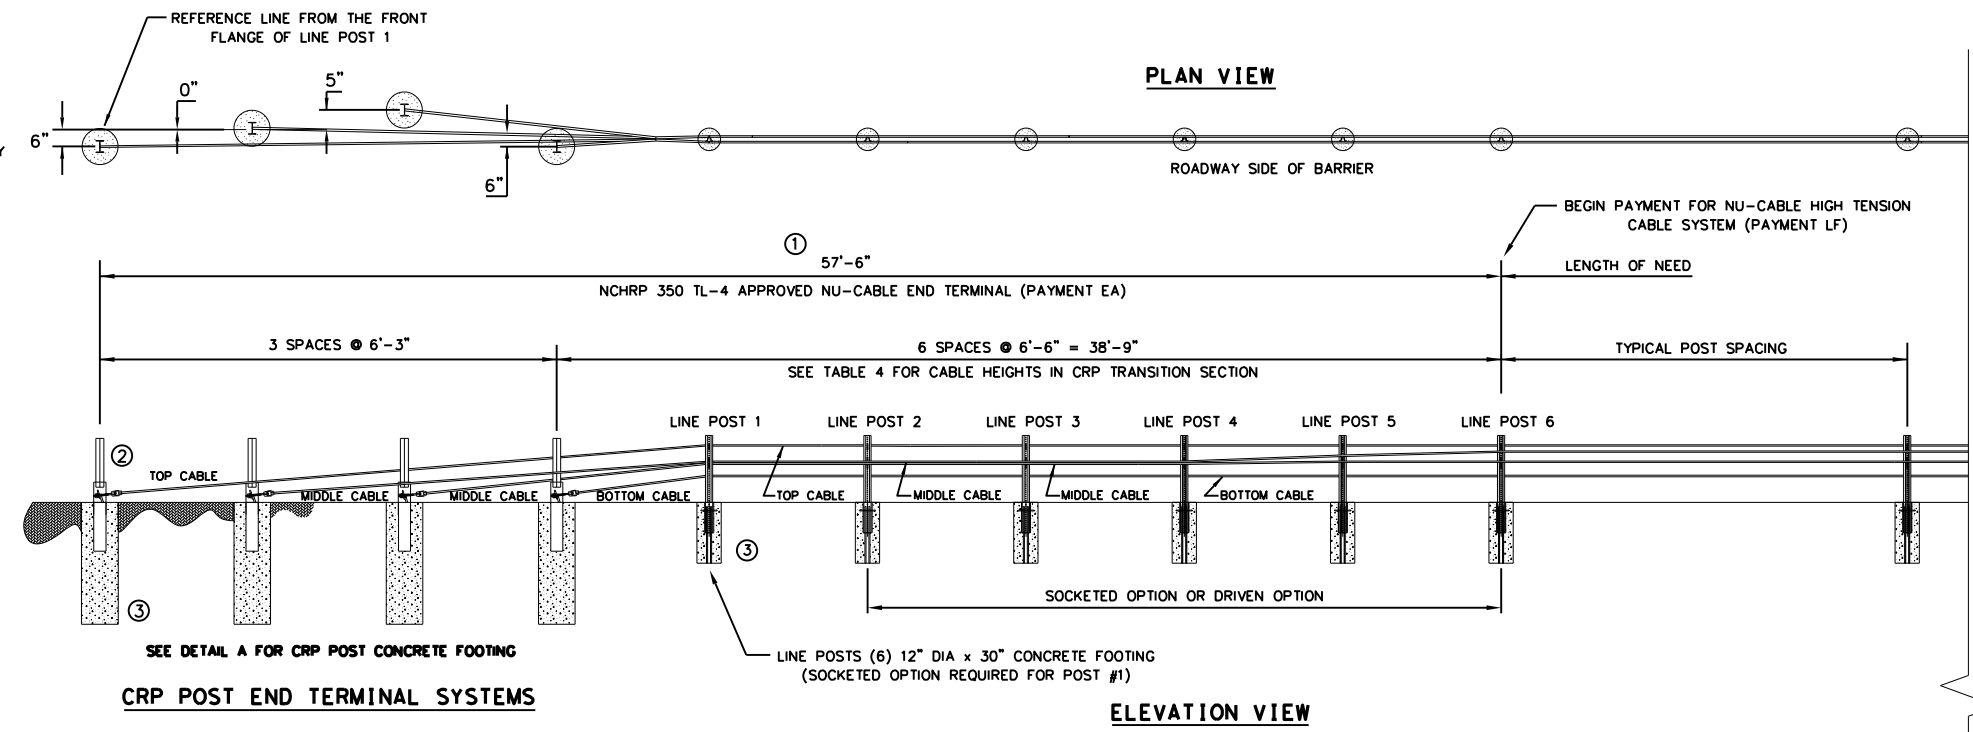 REFERENCE LINE FROM THE FRONT
FLANGE OF LINE POST 1
PLAN VIEW
0"
5"
6"
Y
6"
ROADWAY SIDE OF BARRIER
BEGIN PAYMENT FOR NU-CABLE HIGH TENSION
CABLE SYSTEM (PAYMENT LF)
1
57'-6"
LENGTH OF NEED
NCHRP 350 TL-4 APPROVED NU-CABLE END TERMINAL (PAYMENT EA)
3 SPACES @ 6'-3"
6 SPACES @ 6'-6" = 38'-9"
TYPICAL POST SPACING
SEE TABLE 4 FOR CABLE HEIGHTS IN CRP TRANSITION SECTION
LINE POST 1
LINE POST 2
LINE POST 3
LINE POST 4
LINE POST 5
LINE POST 6
2
TOP CABLE
MIDDLE CABLE
MIDDLE CABLE
BOTTOM CABLE
TOP CABLE
MIDDLE CABLE
MIDDLE CABLE
BOTTOM CABLE
3
3
SOCKETED OPTION OR DRIVEN OPTION
SEE DETAIL A FOR CRP POST CONCRETE FOOTING
LINE POSTS (6) 12" DIA x 30" CONCRETE FOOTING
(SOCKETED OPTION REQUIRED FOR POST #1)
CRP POST END TERMINAL SYSTEMS
ELEVATION VIEW